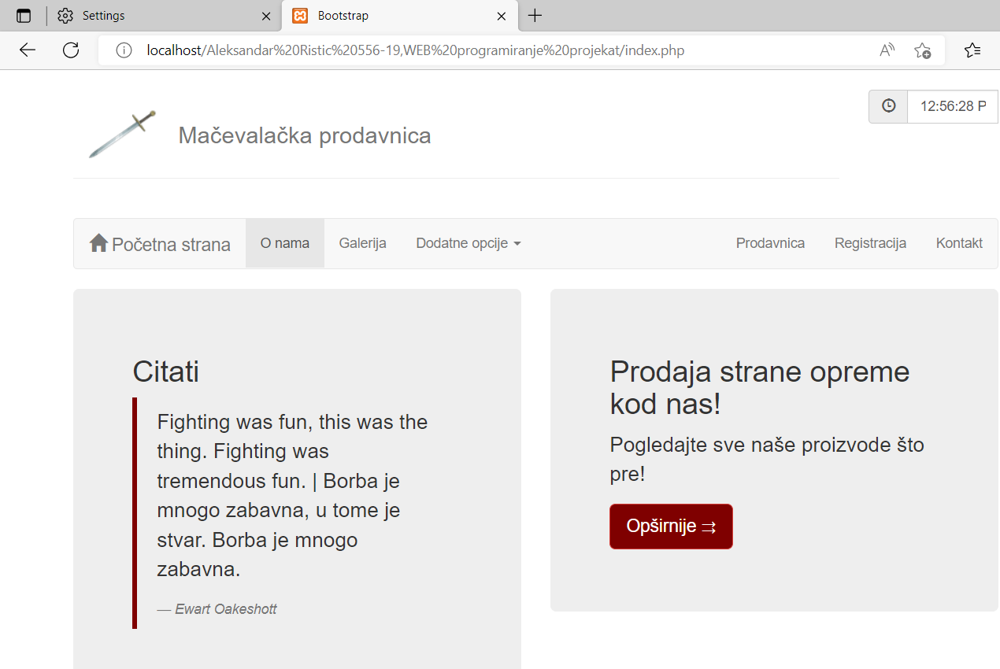 Settings
Bootstrap
localhost/Aleksandar%20Ristic%20556-19,WEB%20programiranje%20projekat/index.php
12:56:28 P
Mačevalačka prodavnica
Početna strana O nama Galerija Dodatne opcije Prodavnica Registracija Kontakt
Citati
Fighting was fun, this was the
thing. Fighting was
tremendous fun. | Borba je
mnogo zabavna, u tome je
stvar. Borba je mnogo
zabavna.
— Ewart Oakeshott
Prodaja strane opreme
kod nas!
Pogledajte sve naše proizvode što
pre!
Opširnije ⇉